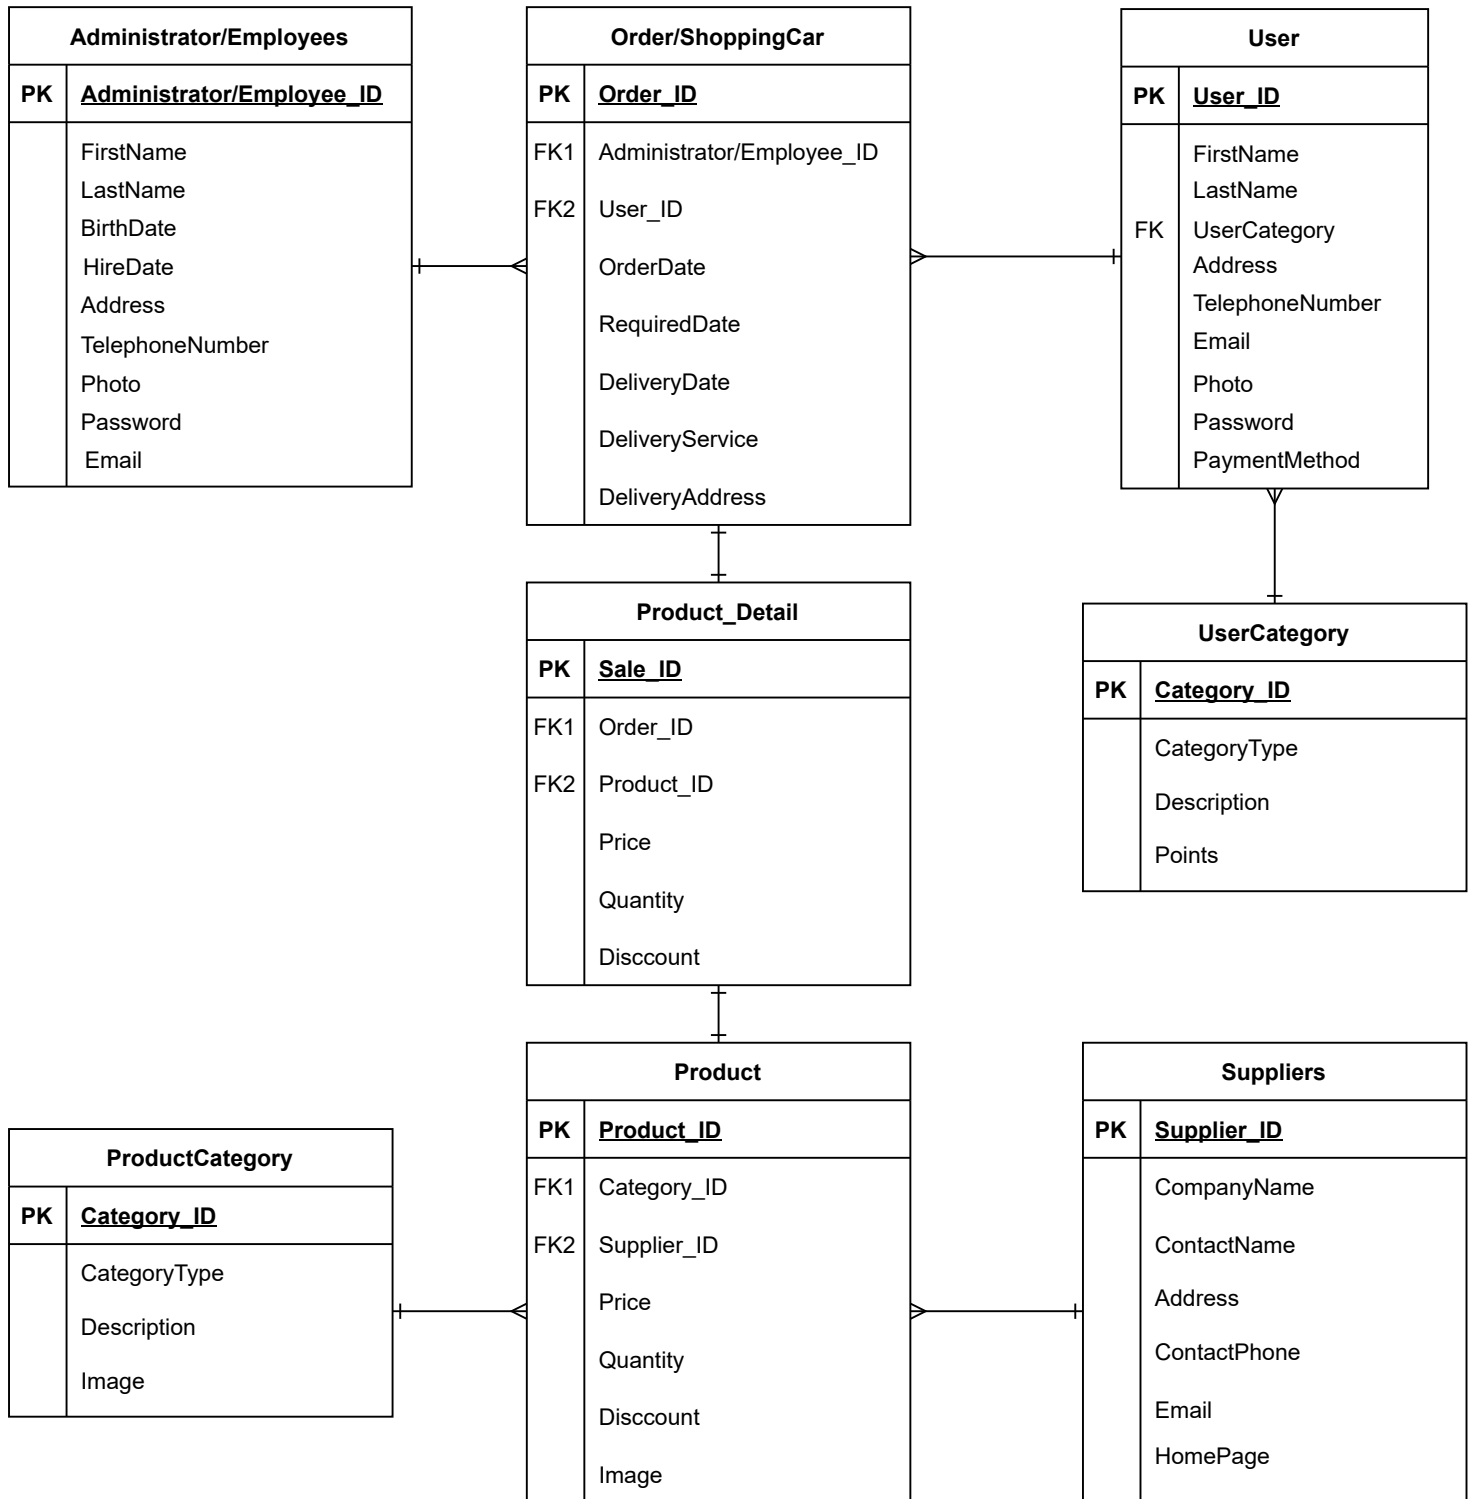 Administrator/Employees
PK Administrator/Employee_ID
FirstName
LastName
BirthDate
HireDate
Address
TelephoneNumber
Photo
Password
Email
Order/ShoppingCar
PK Order_ID
FK1 Administrator/Employee_ID
FK2 User_ID
OrderDate
RequiredDate
DeliveryDate
DeliveryService
DeliveryAddress
User
PK User_ID
FirstName
LastName
FK UserCategory
Address
TelephoneNumber
Email
Photo
Password
PaymentMethod
Product_Detail
PK Sale_ID
FK1 Order_ID
FK2 Product_ID
Price
Quantity
Disccount
UserCategory
PK Category_ID
CategoryType
Description
Points
ProductCategory
PK Category_ID
CategoryType
Description
Image
Product
PK Product_ID
FK1 Category_ID
FK2 Supplier_ID
Price
Quantity
Disccount
Image
Suppliers
PK Supplier_ID
CompanyName
ContactName
Address
ContactPhone
Email
HomePage